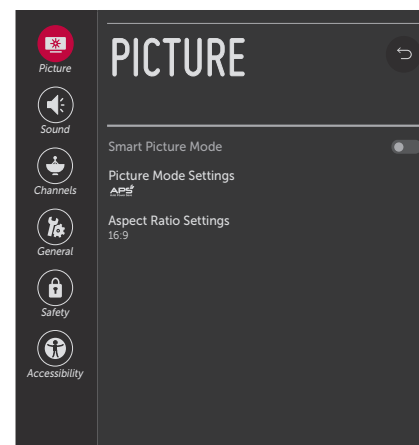 PICTURE
Picture
Sound
Channels
General
Safety
Accessibility
Smart Picture Mode
Picture Mode Settings
APS
Aspect Ratio Settings
16:9